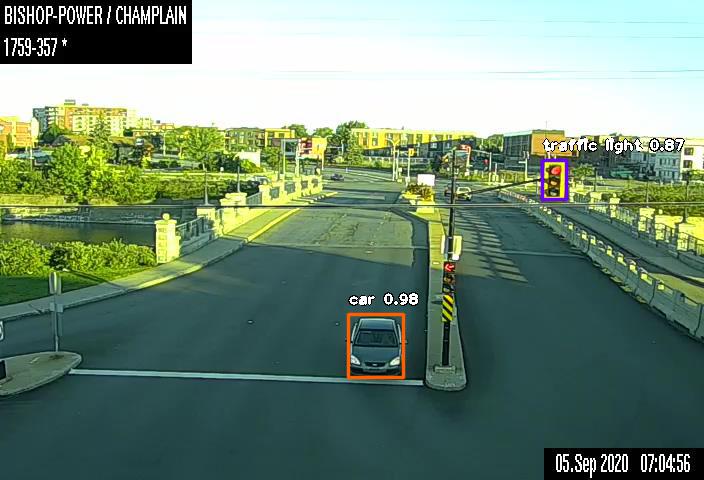 BISHOP-POWER / CHAMPLAIN
1759-357 *
traffic light 0.87
car 0.98
05.Sep 2020 07:04:56